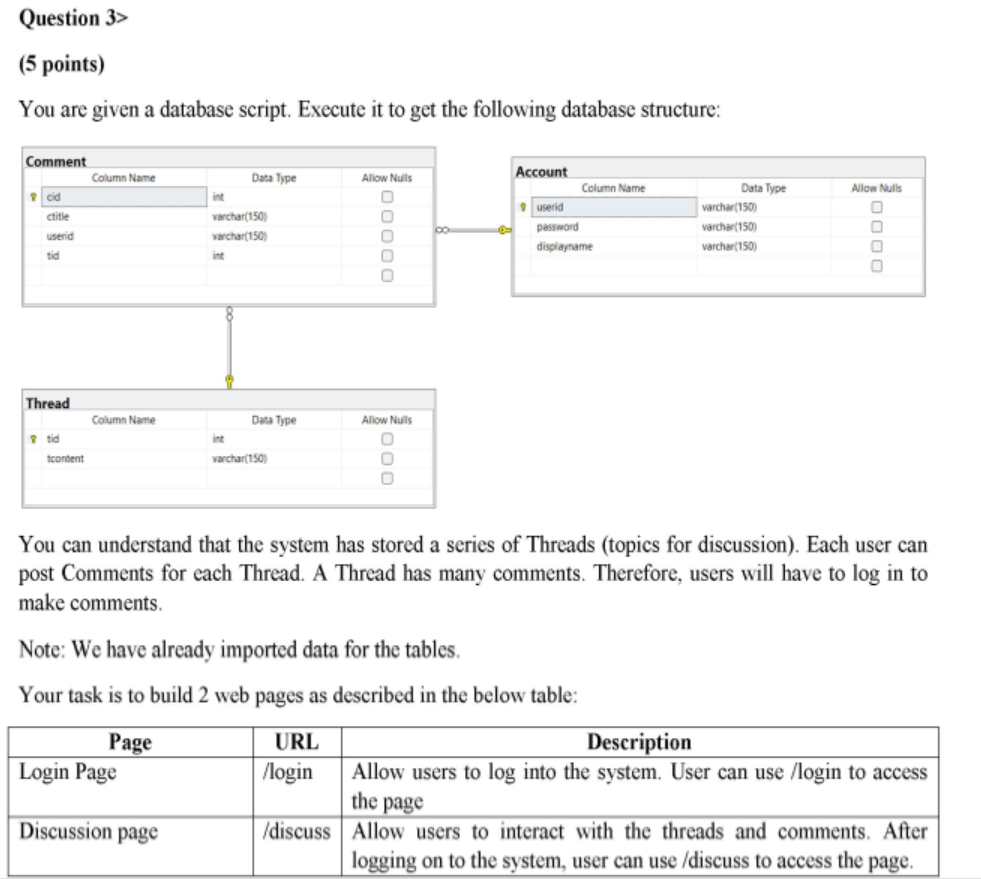 Question 3>
(5 points)
You are given a database script. Execute it to get the following database structure:
Comment
Column Name Data Type Allow Nulls
cid int
ctitle varchar(150)
userid varchar(150)
tid int
Account
Column Name Data Type Allow Nulls
userid varchar(150)
password varchar(150)
displayname varchar(150)
Thread
Column Name Data Type Allow Nulls
tid int
tcontent varchar(150)
You can understand that the system has stored a series of Threads (topics for discussion). Each user can
post Comments for each Thread. A Thread has many comments. Therefore, users will have to log in to
make comments.
Note: We have already imported data for the tables.
Your task is to build 2 web pages as described in the below table:
Page URL Description
Login Page /login Allow users to log into the system. User can use /login to access
the page
Discussion page /discuss Allow users to interact with the threads and comments. After
logging on to the system, user can use /discuss to access the page.